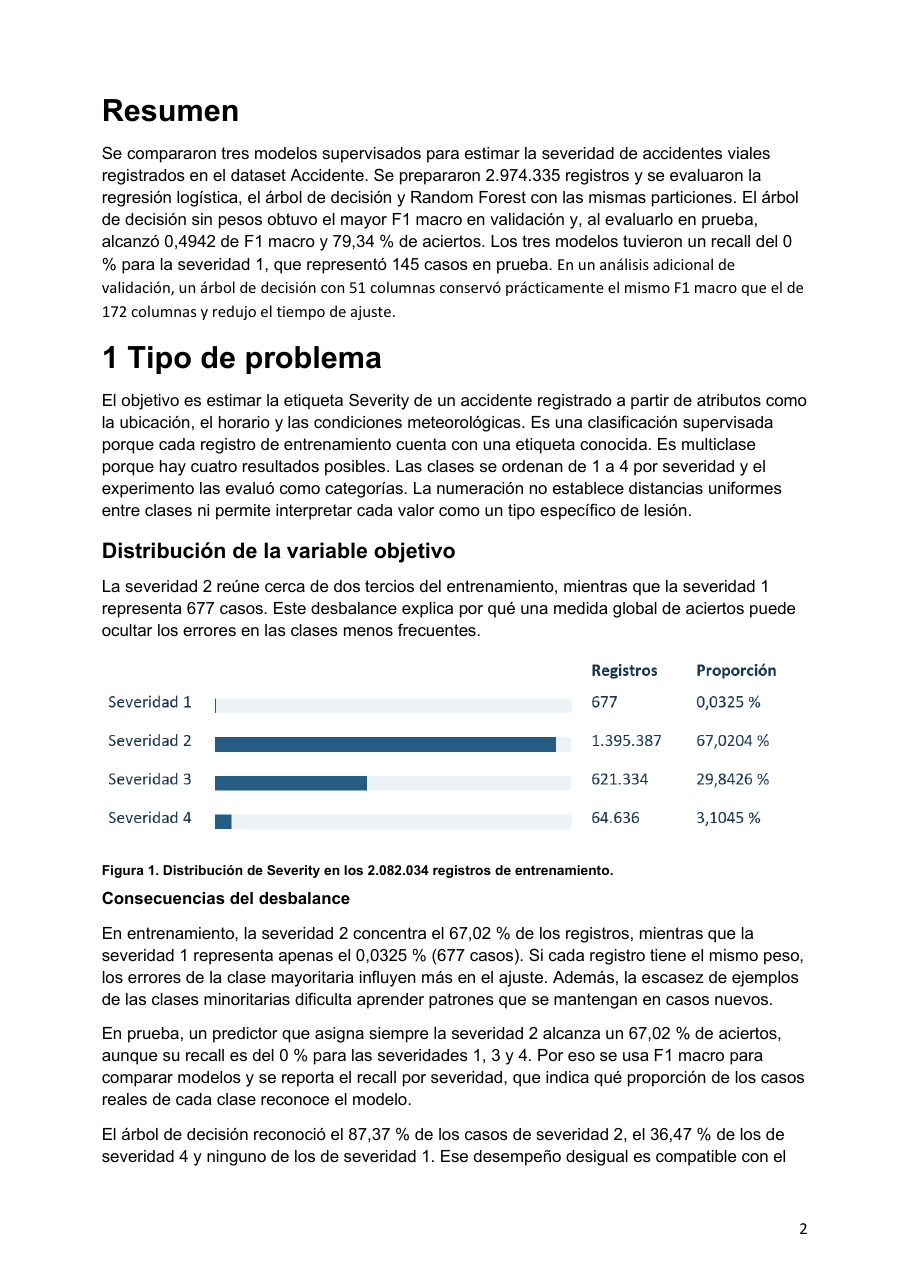 Resumen
Se compararon tres modelos supervisados para estimar la severidad de accidentes viales
registrados en el dataset Accidente. Se prepararon 2.974.335 registros y se evaluaron la
regresión logística, el árbol de decisión y Random Forest con las mismas particiones. El árbol
de decisión sin pesos obtuvo el mayor F1 macro en validación y, al evaluarlo en prueba,
alcanzó 0,4942 de F1 macro y 79,34 % de aciertos. Los tres modelos tuvieron un recall del 0
% para la severidad 1, que representó 145 casos en prueba. En un análisis adicional de
validación, un árbol de decisión con 51 columnas conservó prácticamente el mismo F1 macro que el de
172 columnas y redujo el tiempo de ajuste.
1 Tipo de problema
El objetivo es estimar la etiqueta Severity de un accidente registrado a partir de atributos como
la ubicación, el horario y las condiciones meteorológicas. Es una clasificación supervisada
porque cada registro de entrenamiento cuenta con una etiqueta conocida. Es multiclase
porque hay cuatro resultados posibles. Las clases se ordenan de 1 a 4 por severidad y el
experimento las evaluó como categorías. La numeración no establece distancias uniformes
entre clases ni permite interpretar cada valor como un tipo específico de lesión.
Distribución de la variable objetivo
La severidad 2 reúne cerca de dos tercios del entrenamiento, mientras que la severidad 1
representa 677 casos. Este desbalance explica por qué una medida global de aciertos puede
ocultar los errores en las clases menos frecuentes.
Registros Proporción
Severidad 1 677 0,0325 %
Severidad 2 1.395.387 67,0204 %
Severidad 3 621.334 29,8426 %
Severidad 4 64.636 3,1045 %
Figura 1. Distribución de Severity en los 2.082.034 registros de entrenamiento.
Consecuencias del desbalance
En entrenamiento, la severidad 2 concentra el 67,02 % de los registros, mientras que la
severidad 1 representa apenas el 0,0325 % (677 casos). Si cada registro tiene el mismo peso,
los errores de la clase mayoritaria influyen más en el ajuste. Además, la escasez de ejemplos
de las clases minoritarias dificulta aprender patrones que se mantengan en casos nuevos.
En prueba, un predictor que asigna siempre la severidad 2 alcanza un 67,02 % de aciertos,
aunque su recall es del 0 % para las severidades 1, 3 y 4. Por eso se usa F1 macro para
comparar modelos y se reporta el recall por severidad, que indica qué proporción de los casos
reales de cada clase reconoce el modelo.
El árbol de decisión reconoció el 87,37 % de los casos de severidad 2, el 36,47 % de los de
severidad 4 y ninguno de los de severidad 1. Ese desempeño desigual es compatible con el
2